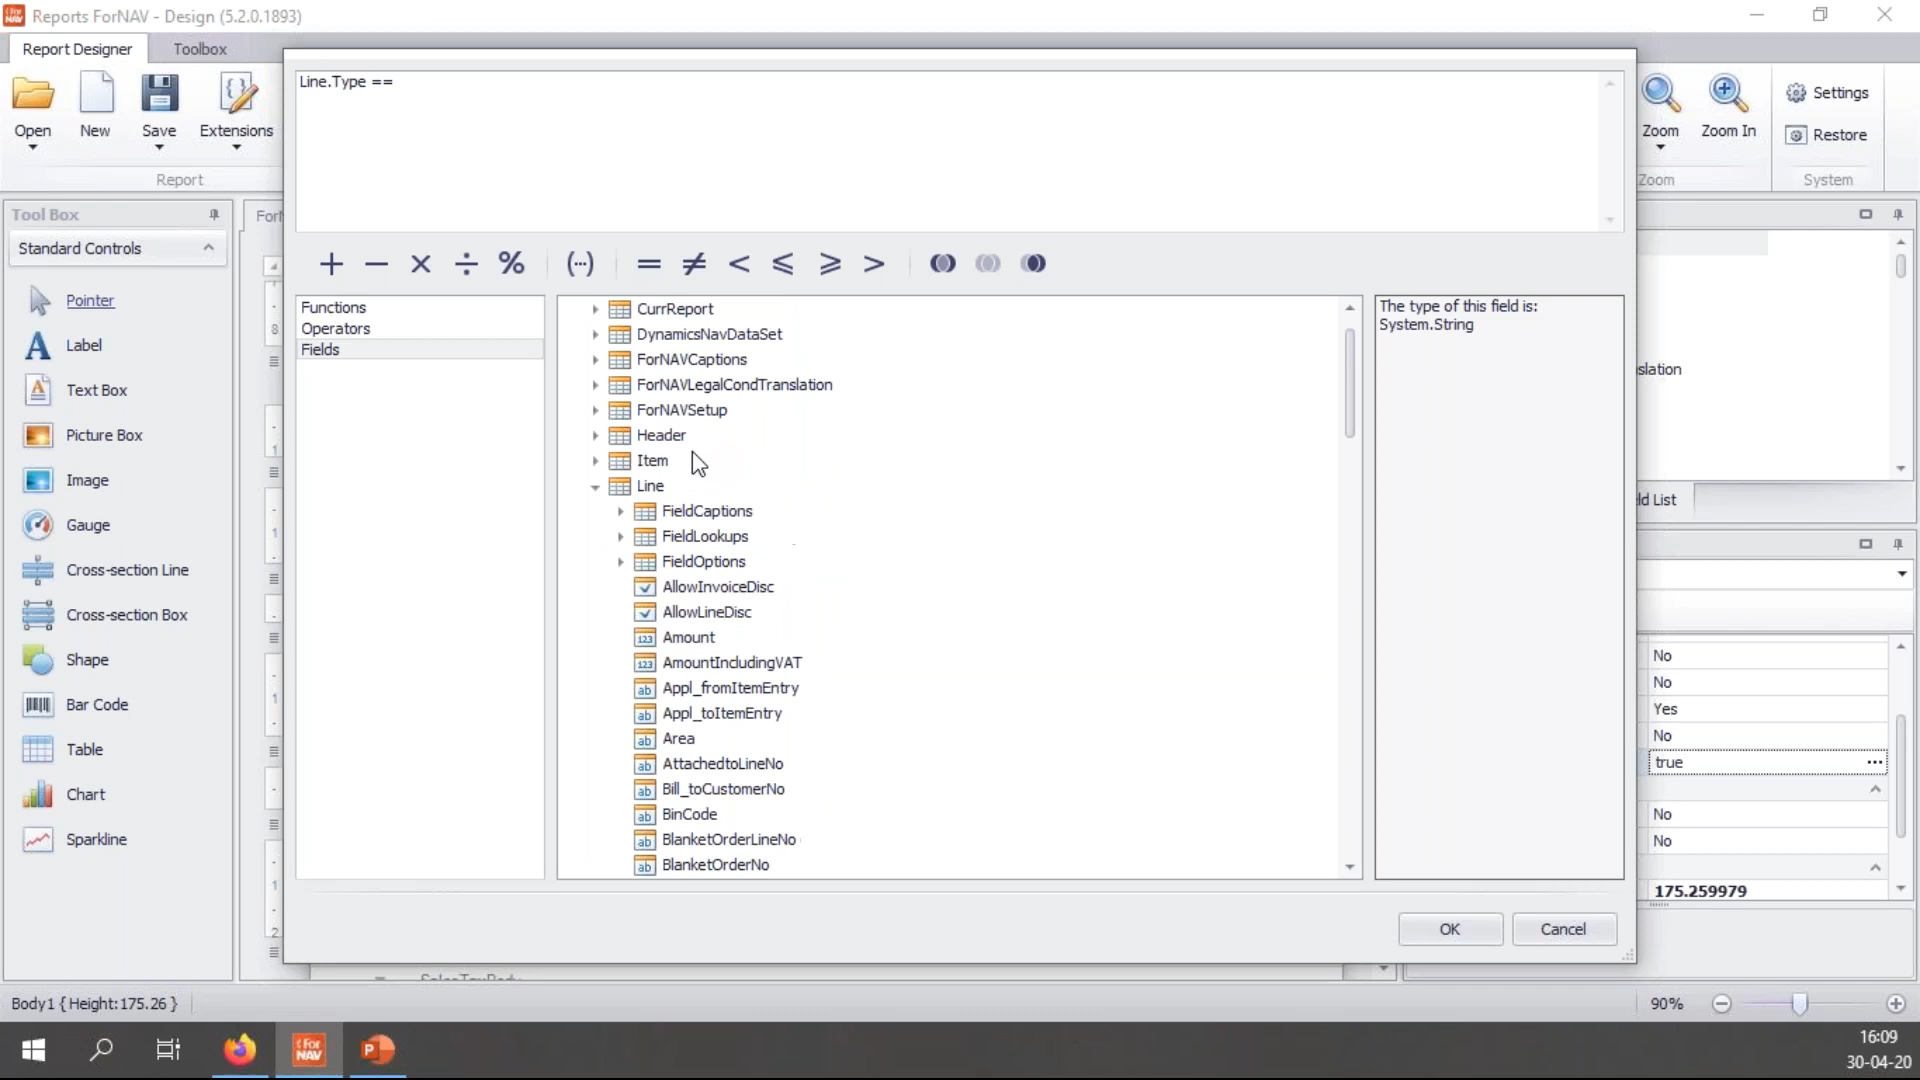 Reports ForNAV - Design (5.2.0.1893)
Report Designer
Toolbox
Open
New
Save
Extensions
Report
Line.Type ==
Zoom
Zoom In
Settings
Restore
Zoom
System
Tool Box
Standard Controls
Pointer
Label
Text Box
Picture Box
Image
Gauge
Cross-section Line
Cross-section Box
Shape
Bar Code
Table
Chart
Sparkline
Functions
Operators
Fields
CurrReport
DynamicsNavDataSet
ForNAVCaptions
ForNAVLegalCondTranslation
ForNAVSetup
Header
Item
Line
FieldCaptions
FieldLookups
FieldOptions
AllowInvoiceDisc
AllowLineDisc
Amount
AmountIncludingVAT
Appl_fromItemEntry
Appl_toItemEntry
Area
AttachedtoLineNo
Bill_toCustomerNo
BinCode
BlanketOrderLineNo
BlanketOrderNo
The type of this field is:
System.String
slation
ld List
No
No
Yes
No
true
No
No
175.259979
OK
Cancel
Body1 {Height:175.26 }
90%
16:09
30-04-20